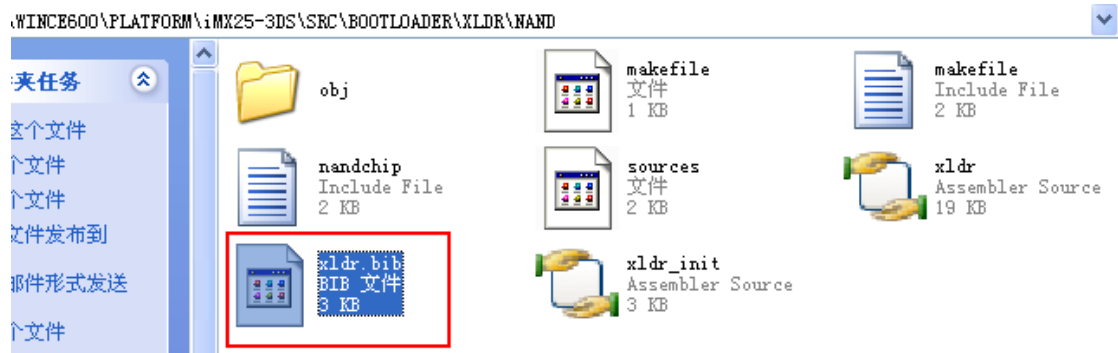 .\WINCE600\PLATFORM\iMX25-3DS\SRC\BOOTLOADER\XLDR\NAND
夹任务
这个文件
个文件
个文件
文件发布到
邮件形式发送
个文件
obj
makefile
文件
1 KB
makefile
Include File
2 KB
nandchip
Include File
2 KB
sources
文件
2 KB
xldr
Assembler Source
19 KB
xldr.bib
BIB 文件
3 KB
xldr_init
Assembler Source
3 KB